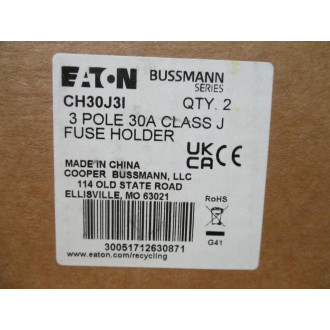 EATON BUSSMANN
SERIES
CH30J3I QTY. 2
3 POLE 30A CLASS J
FUSE HOLDER
UK
CA CE
MADE IN CHINA
COOPER BUSSMANN, LLC
114 OLD STATE ROAD
ELLISVILLE, MO 63021
RoHS
G41
30051712630871
www.eaton.com/recycling